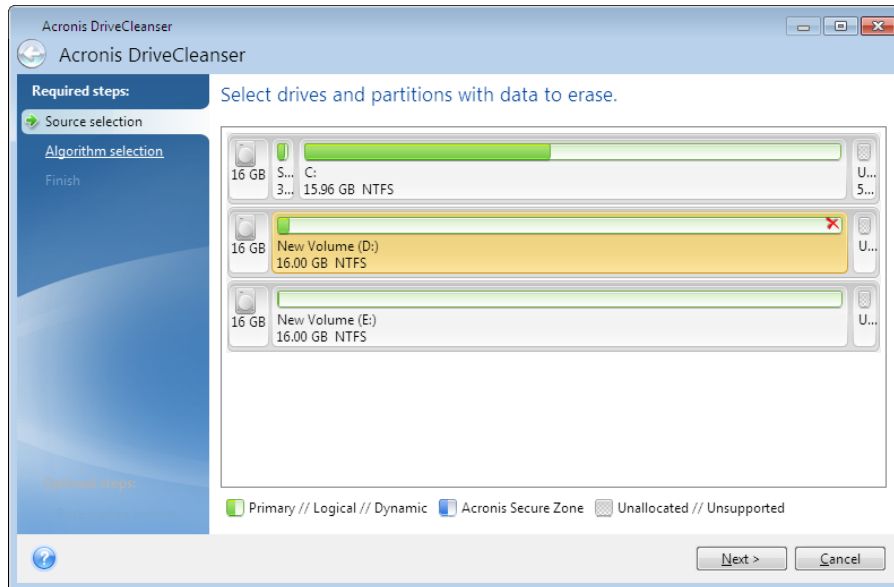 Acronis DriveCleanser
Acronis DriveCleanser
Required steps:
Source selection
Algorithm selection
Finish
Select drives and partitions with data to erase.
16 GB
S...
3...
C:
15.96 GB NTFS
U...
5...
16 GB
New Volume (D:)
16.00 GB NTFS
U...
16 GB
New Volume (E:)
16.00 GB NTFS
U...
Optional steps:
Primary // Logical // Dynamic
Acronis Secure Zone
Unallocated // Unsupported
?
Next >
Cancel